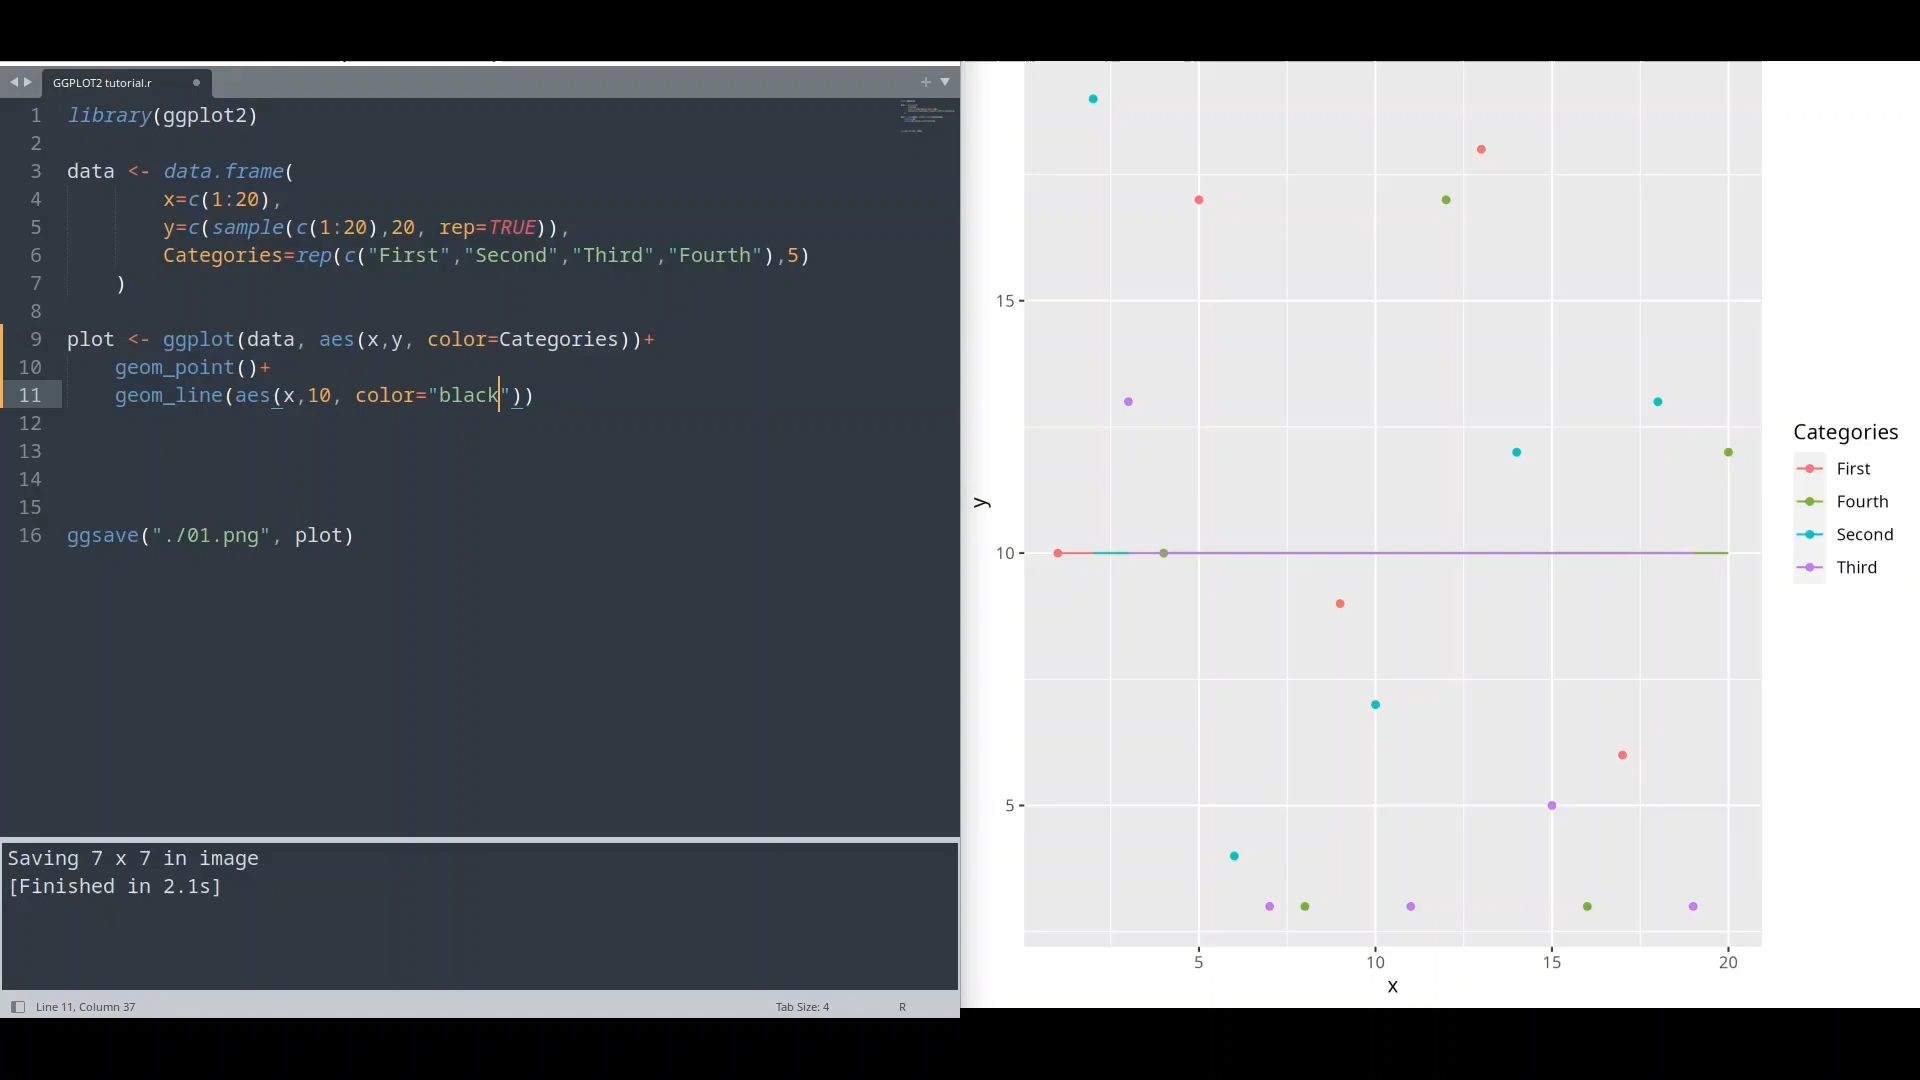 GGPLOT2 tutorial.r
1 library(ggplot2)
2
3 data <- data.frame(
4 x=c(1:20),
5 y=c(sample(c(1:20),20, rep=TRUE)),
6 Categories=rep(c("First","Second","Third","Fourth"),5)
7 )
8
9 plot <- ggplot(data, aes(x,y, color=Categories))+
10 geom_point()+
11 geom_line(aes(x,10, color="black"))
12
13
14
15
16 ggsave("./01.png", plot)
Saving 7 x 7 in image
[Finished in 2.1s]
Line 11, Column 37
Tab Size: 4
R
15
10
5
y
5 10 15 20
x
Categories
First
Fourth
Second
Third